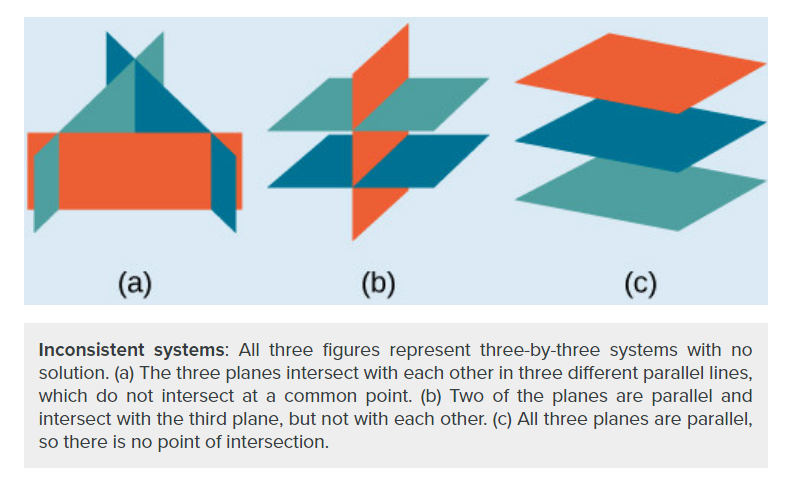 (a) (b) (c)
Inconsistent systems: All three figures represent three-by-three systems with no
solution. (a) The three planes intersect with each other in three different parallel lines,
which do not intersect at a common point. (b) Two of the planes are parallel and
intersect with the third plane, but not with each other. (c) All three planes are parallel,
so there is no point of intersection.